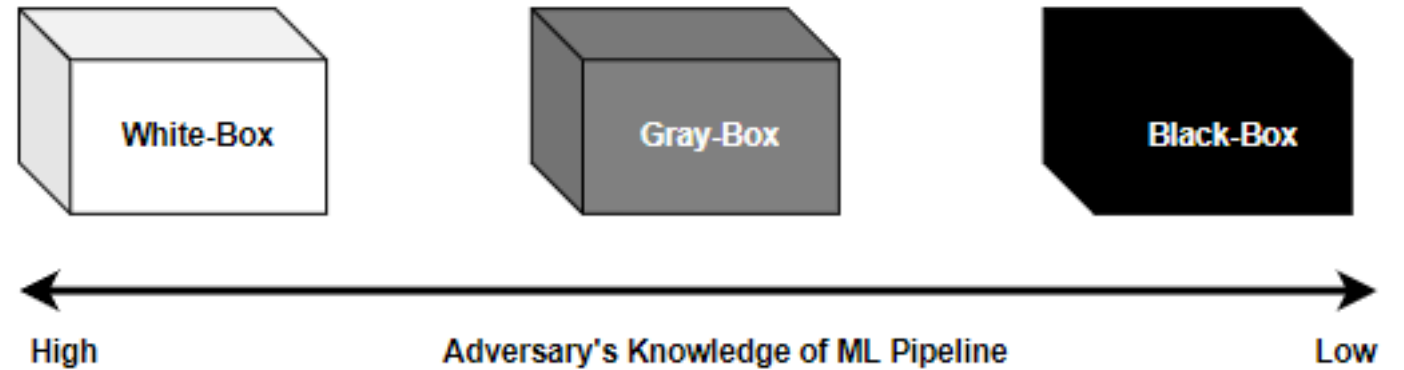 White-Box
Gray-Box
Black-Box
High
Adversary's Knowledge of ML Pipeline
Low